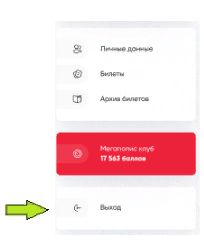 Личные данные
Билеты
Архив билетов
Мегаполис клуб
17 563 баллов
Выход